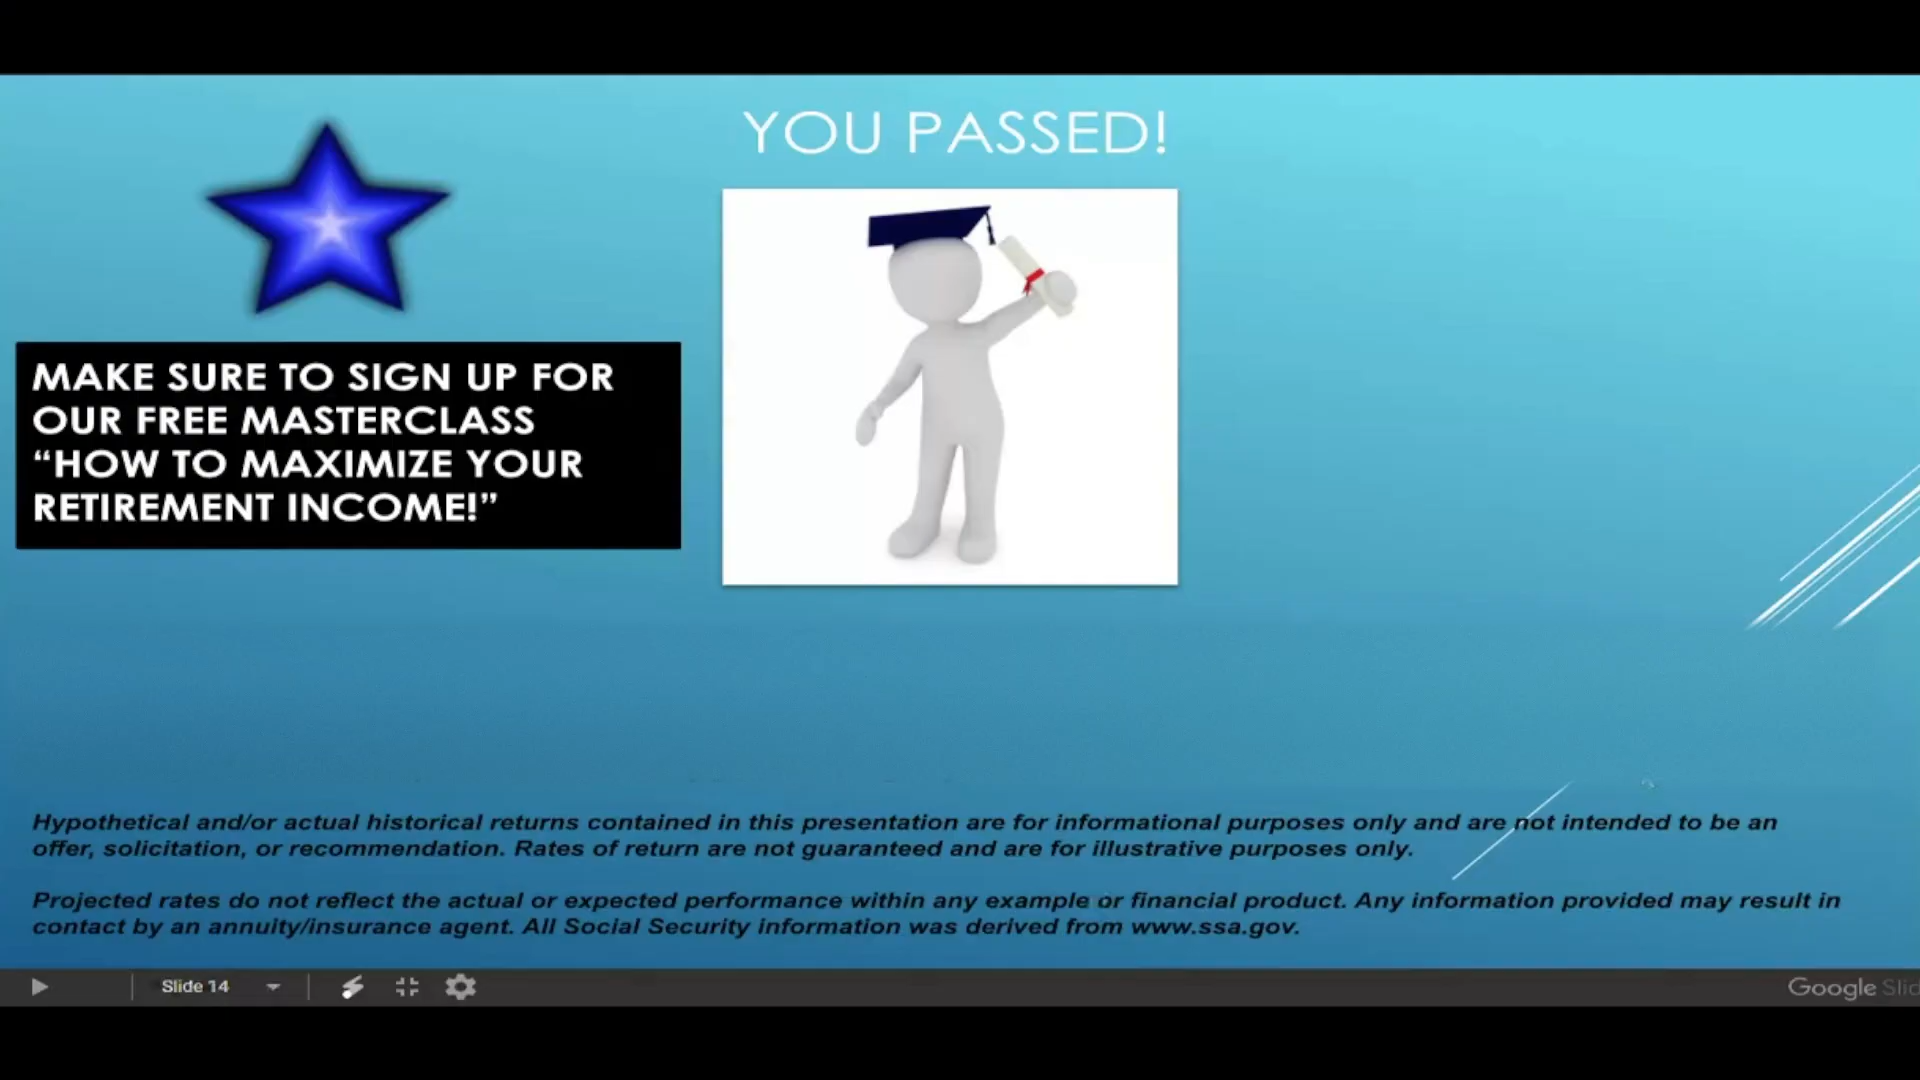 YOU PASSED!
MAKE SURE TO SIGN UP FOR
OUR FREE MASTERCLASS
“HOW TO MAXIMIZE YOUR
RETIREMENT INCOME!”
Hypothetical and/or actual historical returns contained in this presentation are for informational purposes only and are not intended to be an
offer, solicitation, or recommendation. Rates of return are not guaranteed and are for illustrative purposes only.
Projected rates do not reflect the actual or expected performance within any example or financial product. Any information provided may result in
contact by an annuity/insurance agent. All Social Security information was derived from www.ssa.gov.
Slide 14
Google Slid